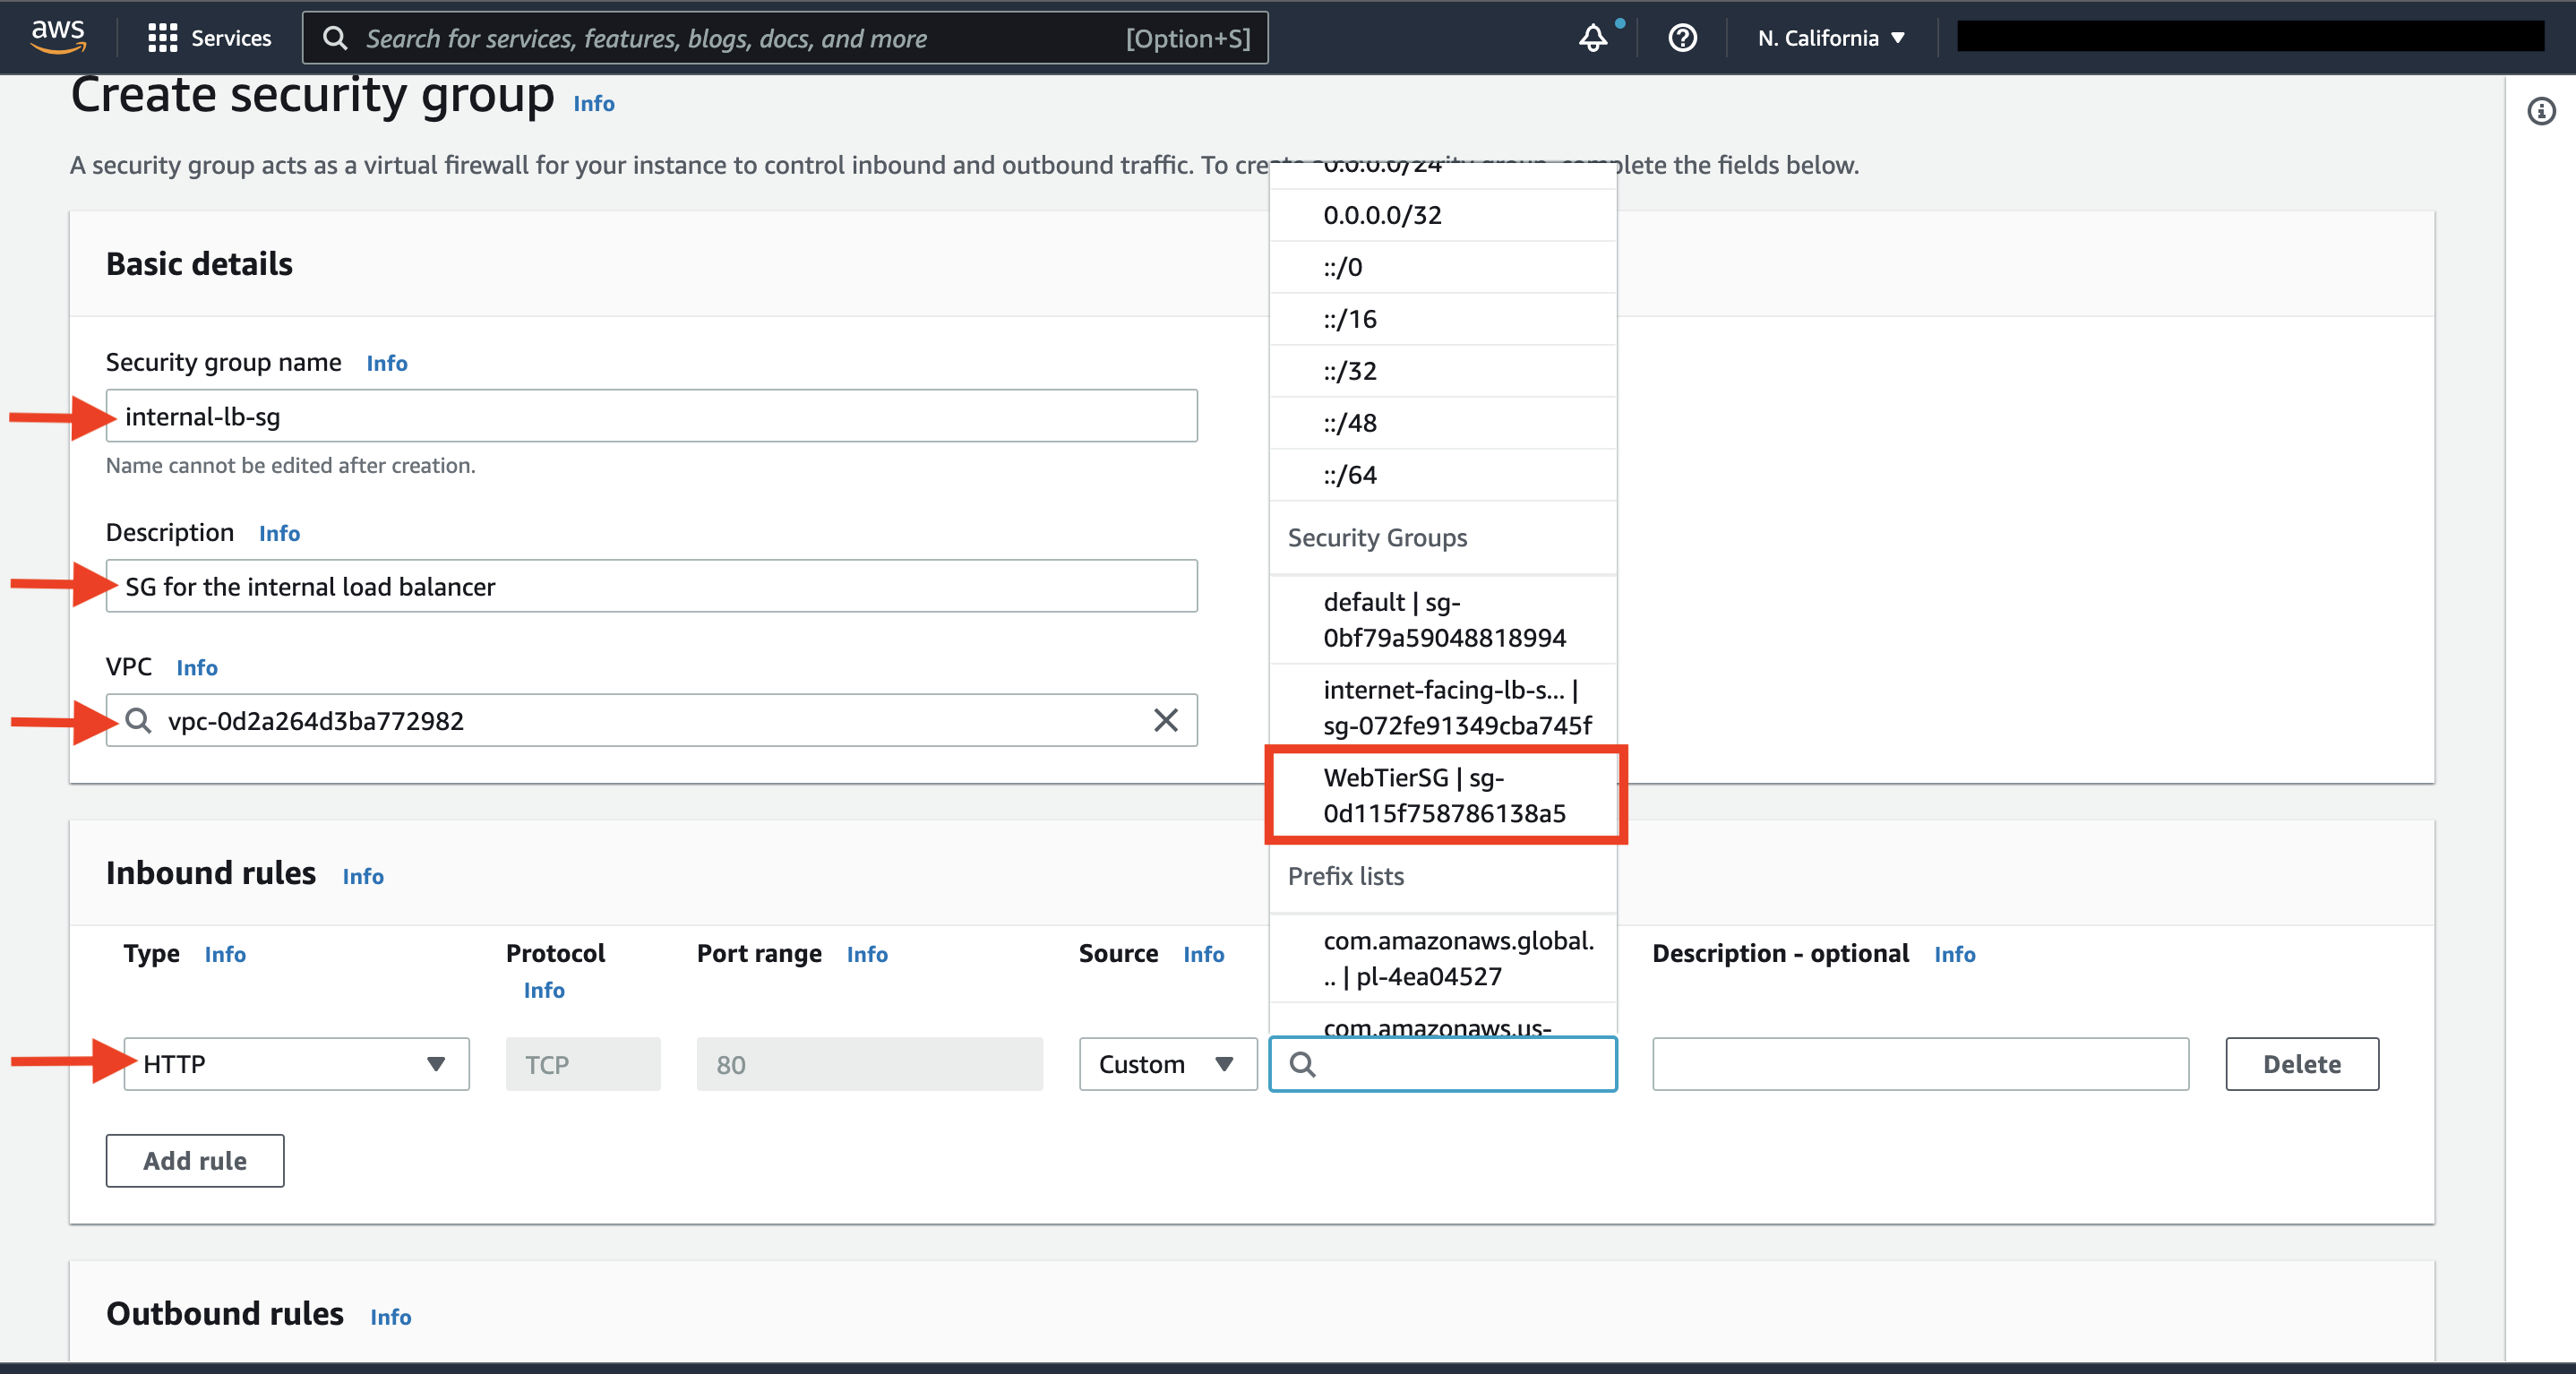 aws
Services
Search for services, features, blogs, docs, and more
[Option+S]
N. California
Create security group Info
A security group acts as a virtual firewall for your instance to control inbound and outbound traffic. To create a new security group, complete the fields below.
Basic details
Security group name Info
internal-lb-sg
Name cannot be edited after creation.
Description Info
SG for the internal load balancer
VPC Info
vpc-0d2a264d3ba772982
0.0.0.0/24
0.0.0.0/32
::/0
::/16
::/32
::/48
::/64
Security Groups
default | sg-
0bf79a59048818994
internet-facing-lb-s... |
sg-072fe91349cba745f
WebTierSG | sg-
0d115f758786138a5
Prefix lists
com.amazonaws.global.
.. | pl-4ea04527
com.amazonaws.us-
Inbound rules Info
Type Info
Protocol
Info
Port range Info
Source Info
Description - optional Info
HTTP
TCP
80
Custom
Delete
Add rule
Outbound rules Info